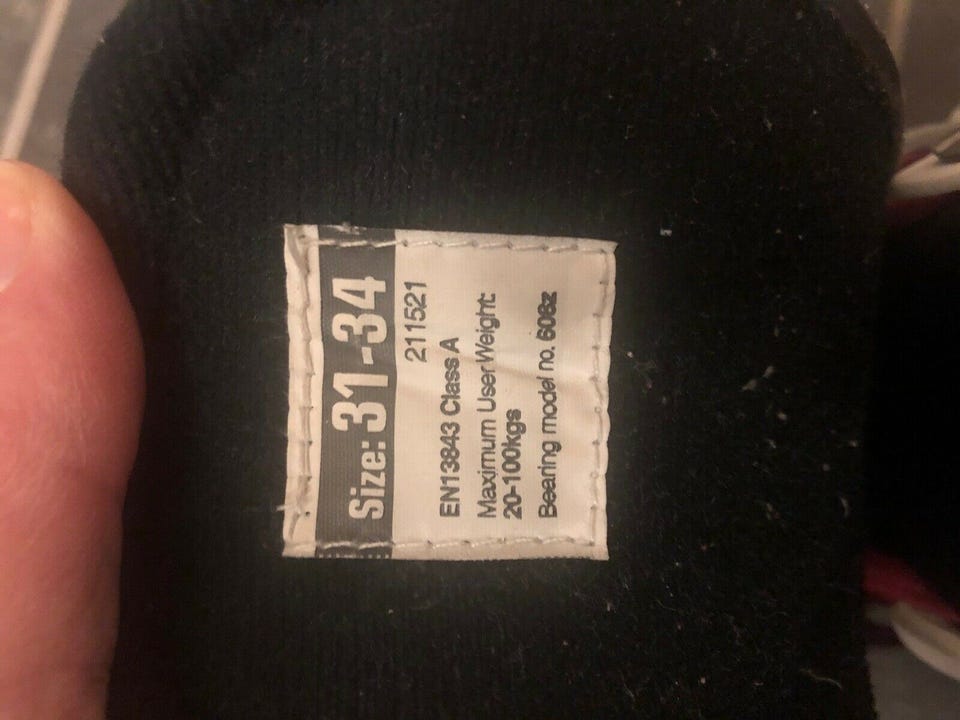 Size: 31-34
211521
EN13843 Class A
Maximum User Weight:
20-100kgs
Bearing model no. 608z